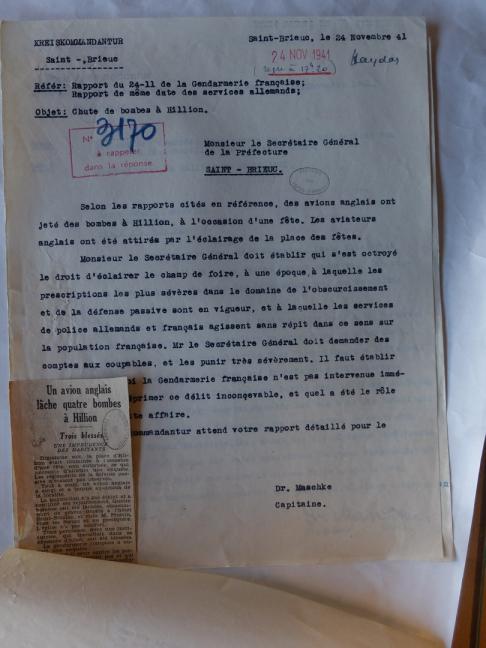 KREISKOMMANDANTUR
Saint-Brieuc, le 24 Novembre 41
Saint -,Brieuc
24 NOV 1941
Référ: Rapport du 24-11 de la Gendarmerie française;
Rapport de même date des services allemands;
Objet: Chute de bombes à Hillion.
N° 3170
à rappeler
dans la réponse
Monsieur le Secrétaire Général
de la Préfecture
SAINT - BRIEUC.
Selon les rapports cités en référence, des avions anglais ont
jeté des bombes à Hillion, à l'occasion d'une fête. Les aviateurs
anglais ont été attirés par l'éclairage de la place des fêtes.
Monsieur le Secrétaire Général doit établir qui s'est octroyé
le droit d'éclairer le champ de foire, à une époque à laquelle les
prescriptions les plus sévères dans le domaine de l'obscurcissement
et de la défense passive sont en vigueur, et à laquelle les services
de police allemands et français agissent sans répit dans ce sens sur
la population française. Mr le Secrétaire Général doit demander des
comptes aux coupables, et les punir très sévèrement. Il faut établir
la Gendarmerie française n'est pas intervenue immé-
primer ce délit inconçevable, et quel a été le rôle
te affaire.
ommandantur attend votre rapport détaillé pour le
Dr. Maschke
Capitaine.
Un avion anglais
lâche quatre bombes
à Hillion
Trois blessés
UNE IMPRUDENCE
DES HABITANTS